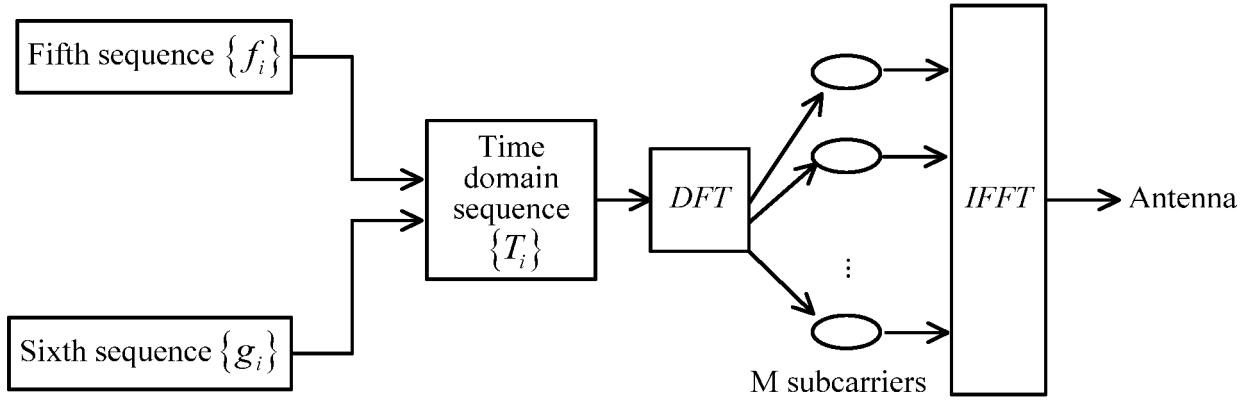 Fifth sequence {f_i}
Sixth sequence {g_i}
Time
domain
sequence
{T_i}
DFT
⋮
M subcarriers
IFFT
Antenna